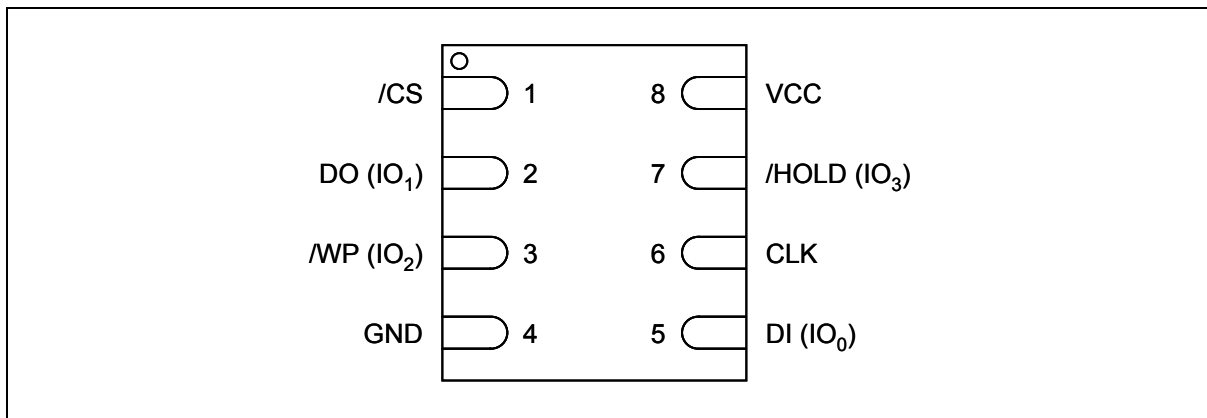 /CS 1 8 VCC
DO (IO₁) 2 7 /HOLD (IO₃)
/WP (IO₂) 3 6 CLK
GND 4 5 DI (IO₀)